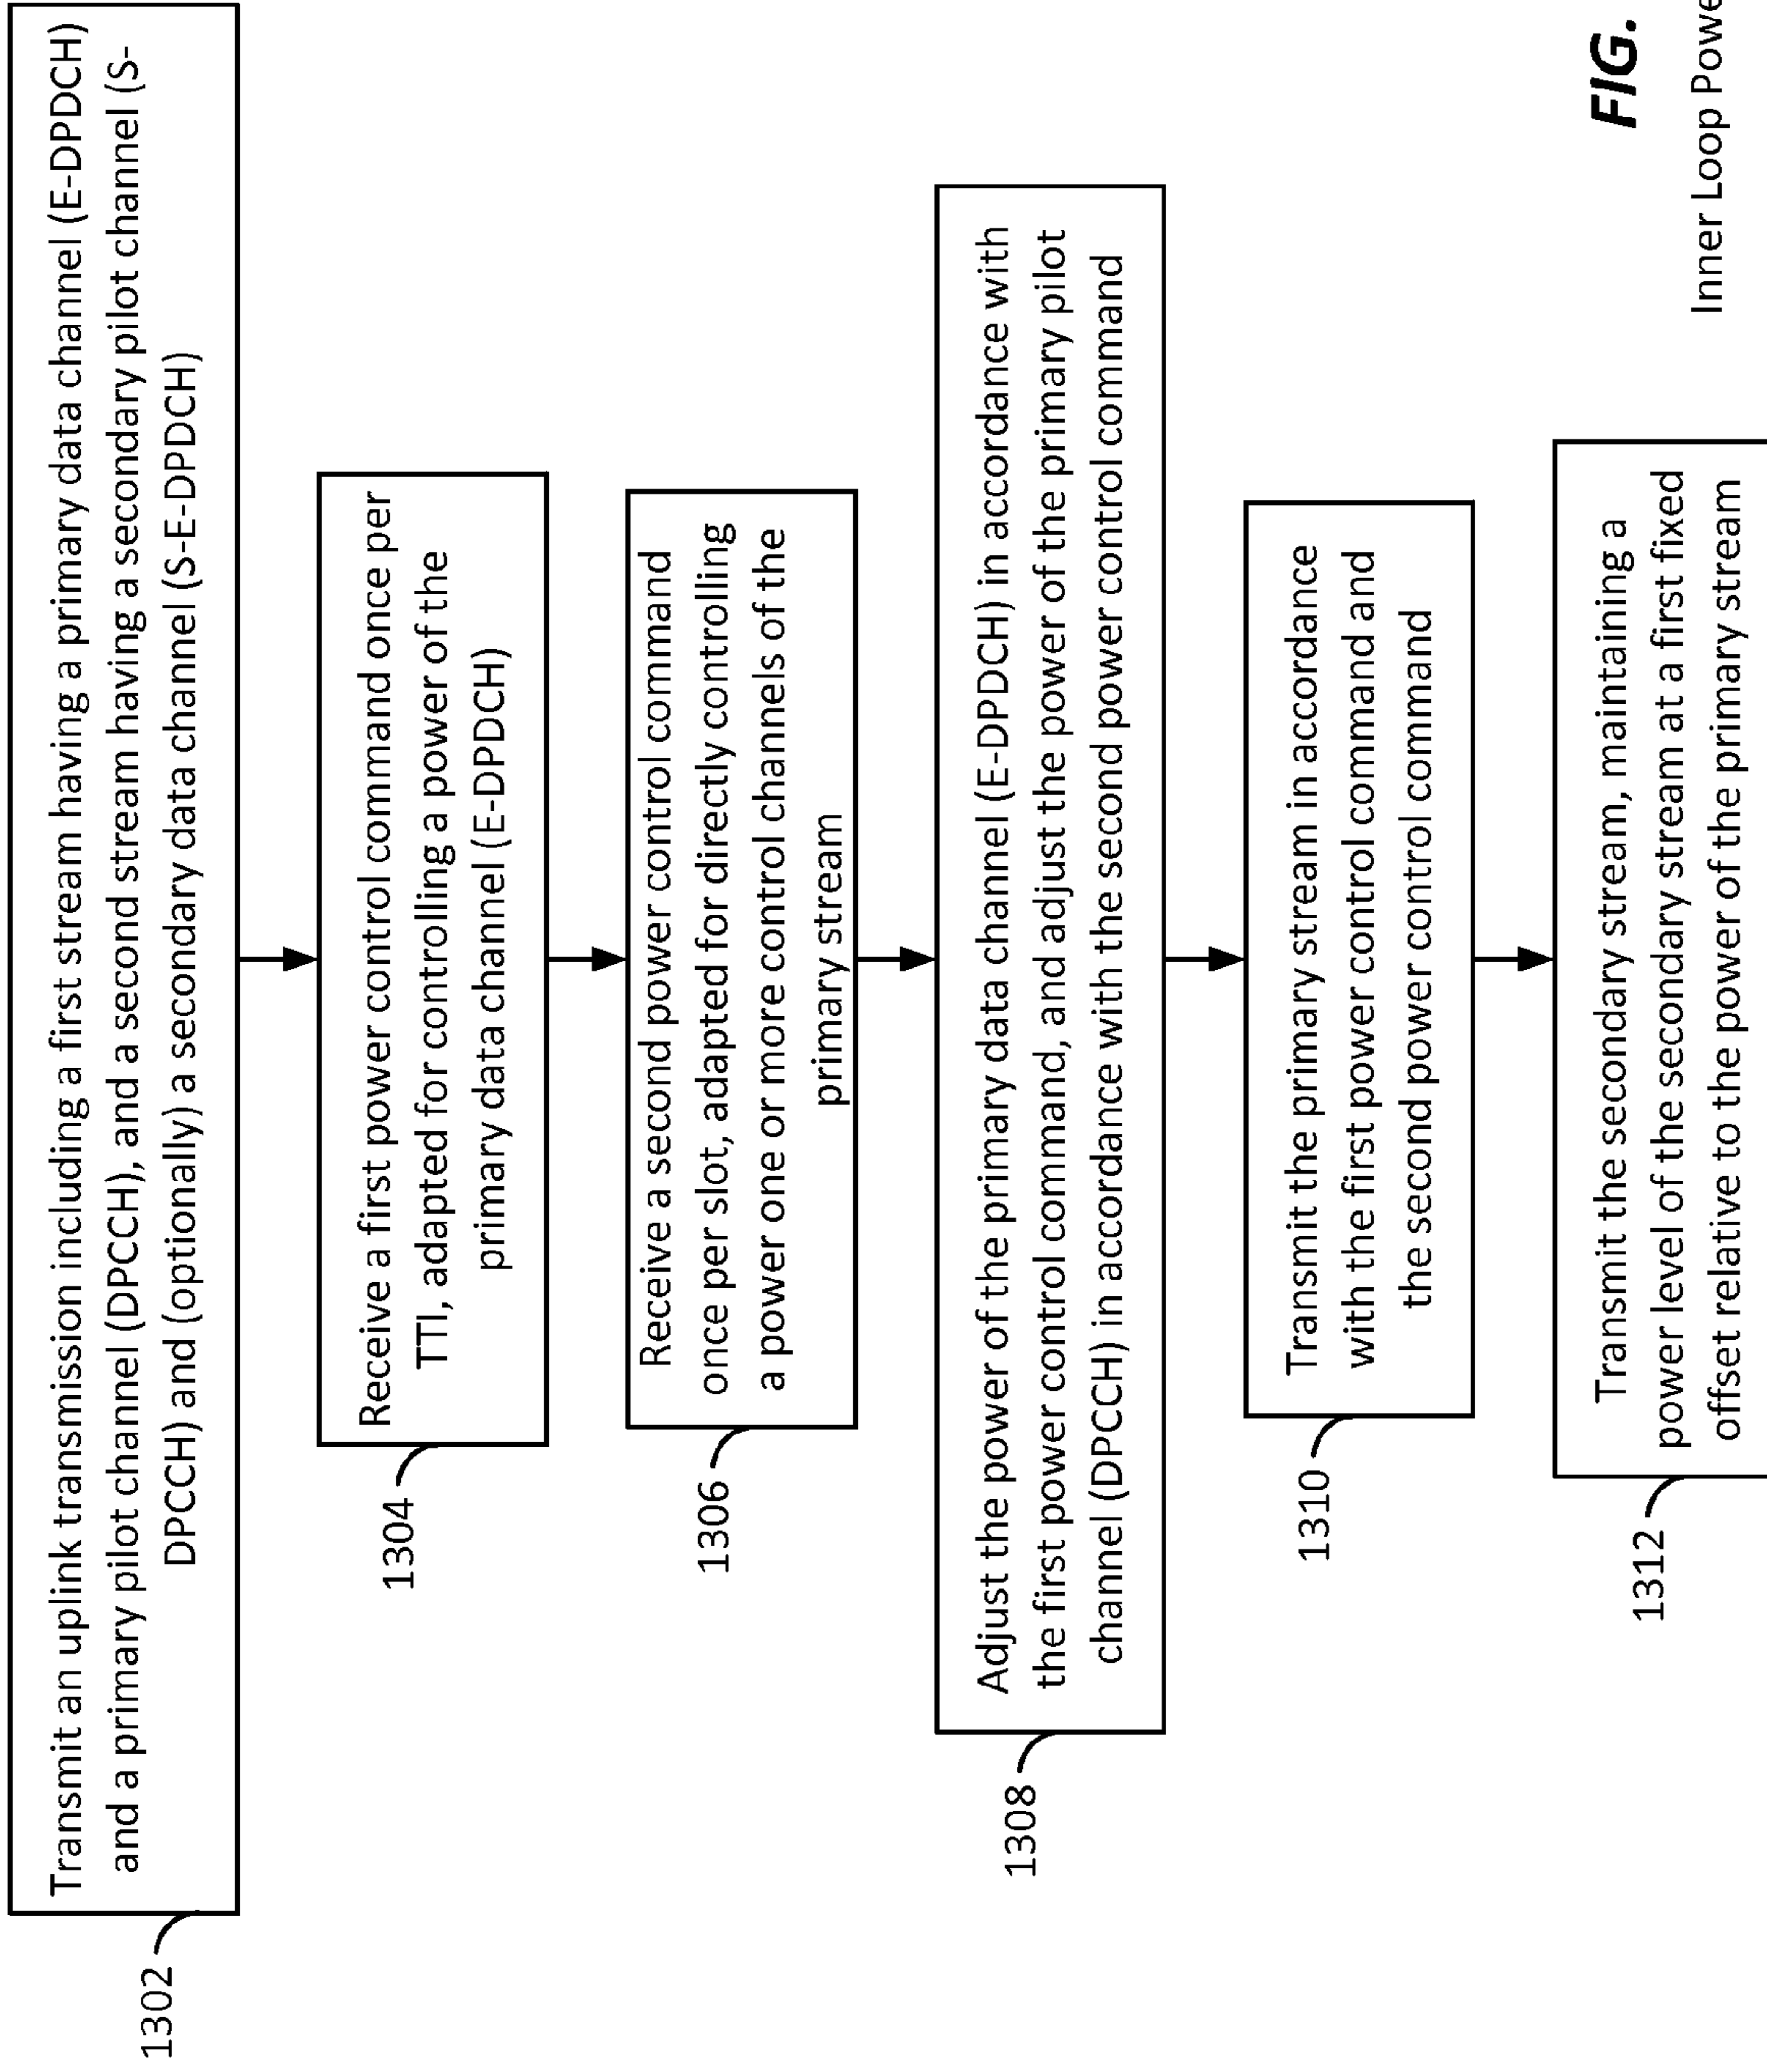 Transmit an uplink transmission including a first stream having a primary data channel (E-DPDCH)
and a primary pilot channel (DPCCH), and a second stream having a secondary pilot channel (S-
DPCCH) and (optionally) a secondary data channel (S-E-DPDCH)
1302
Receive a first power control command once per
TTI, adapted for controlling a power of the
primary data channel (E-DPDCH)
1304
Receive a second power control command
once per slot, adapted for directly controlling
a power one or more control channels of the
primary stream
1306
Adjust the power of the primary data channel (E-DPDCH) in accordance with
the first power control command, and adjust the power of the primary pilot
channel (DPCCH) in accordance with the second power control command
1308
Transmit the primary stream in accordance
with the first power control command and
the second power control command
1310
Transmit the secondary stream, maintaining a
power level of the secondary stream at a first fixed
offset relative to the power of the primary stream
1312
FIG.
Inner Loop